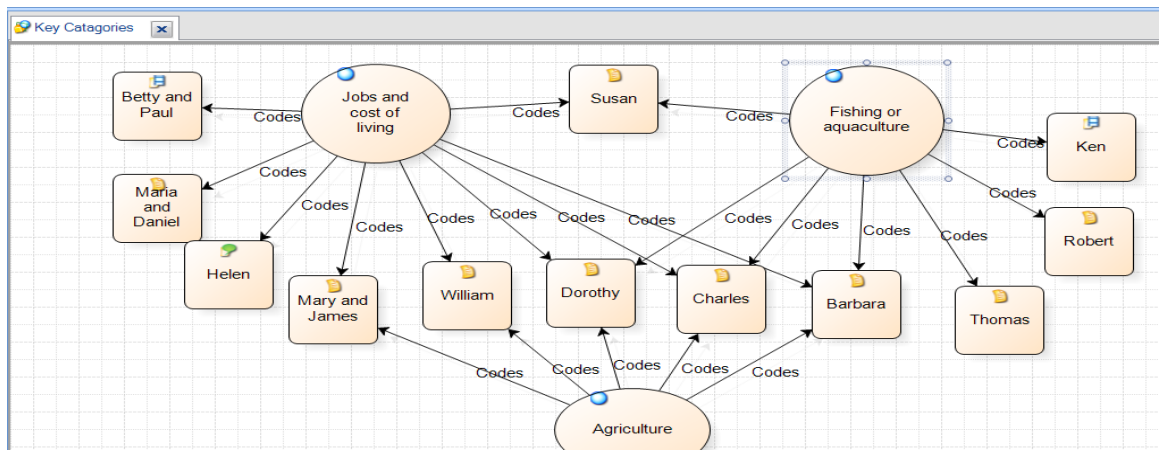 Key Catagories
Betty and
Paul
Jobs and
cost of
living
Susan
Fishing or
aquaculture
Ken
Codes
Codes
Codes
Codes
Maria
and
Daniel
Codes
Codes
Helen
Codes
Codes
Codes
Codes
Codes
Codes
Codes
Codes
Codes
Robert
Mary and
James
William
Dorothy
Charles
Barbara
Thomas
Codes
Codes
Codes
Codes
Codes
Agriculture